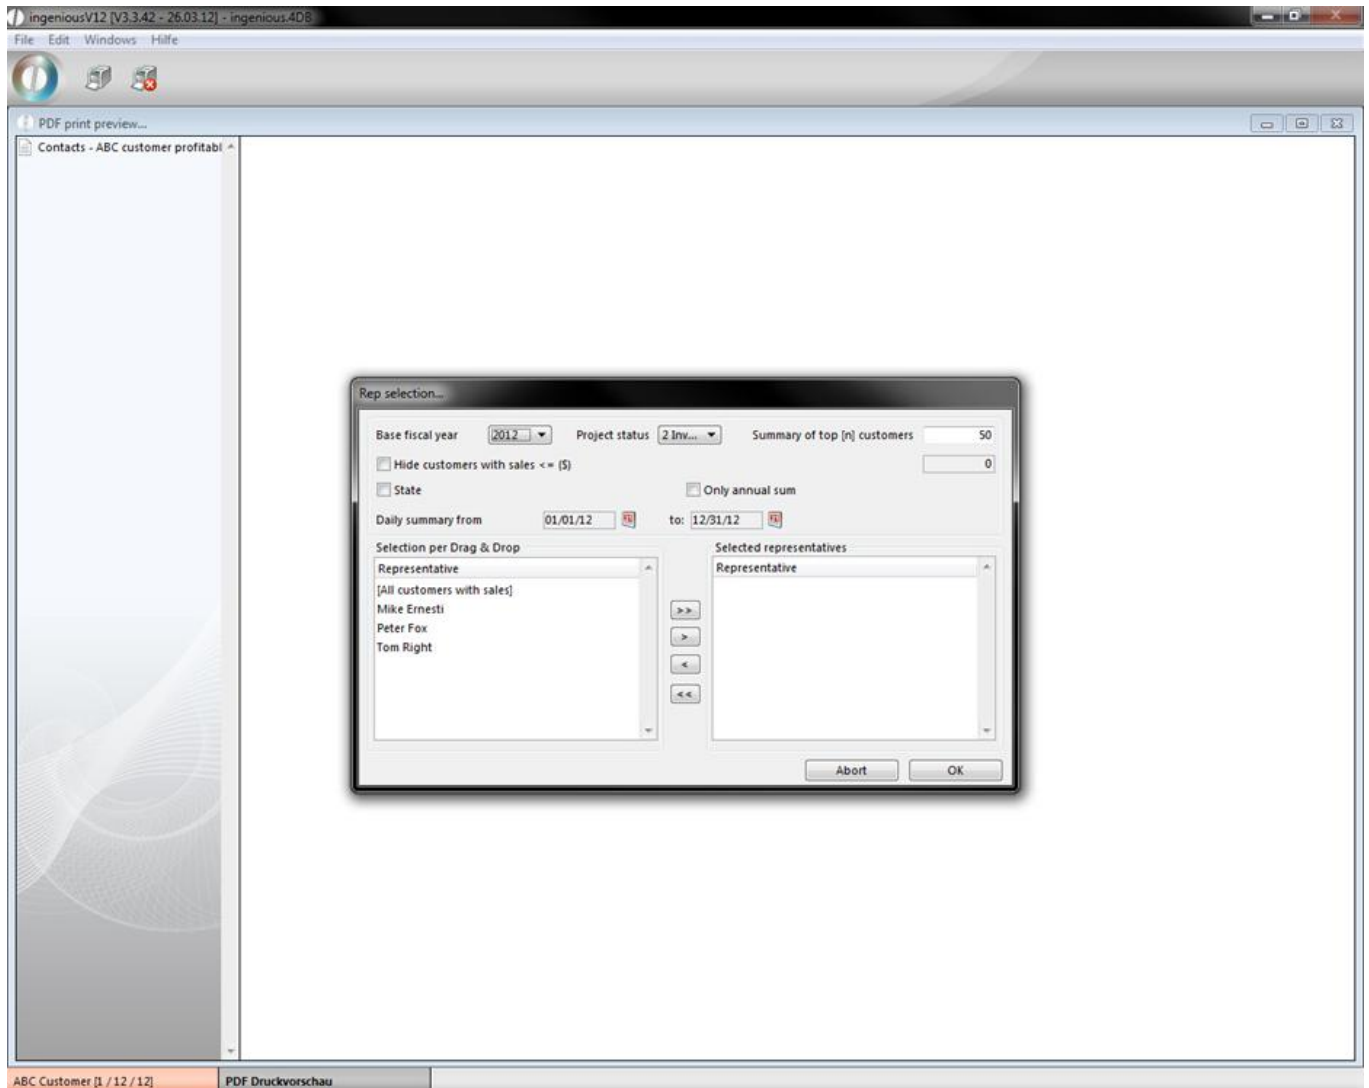 ingeniousV12 [V3.3.42 - 26.03.12] - ingenious.4DB
File Edit Windows Hilfe
PDF print preview...
Contacts - ABC customer profitabl
Rep selection...
Base fiscal year 2012 Project status 2 Inv... Summary of top [n] customers 50
Hide customers with sales <= ($) 0
State Only annual sum
Daily summary from 01/01/12 to: 12/31/12
Selection per Drag & Drop Selected representatives
Representative Representative
[All customers with sales]
Mike Ernesti
>>
Peter Fox
>
Tom Right
<
<<
Abort OK
ABC Customer [1 / 12 / 12] PDF Druckvorschau